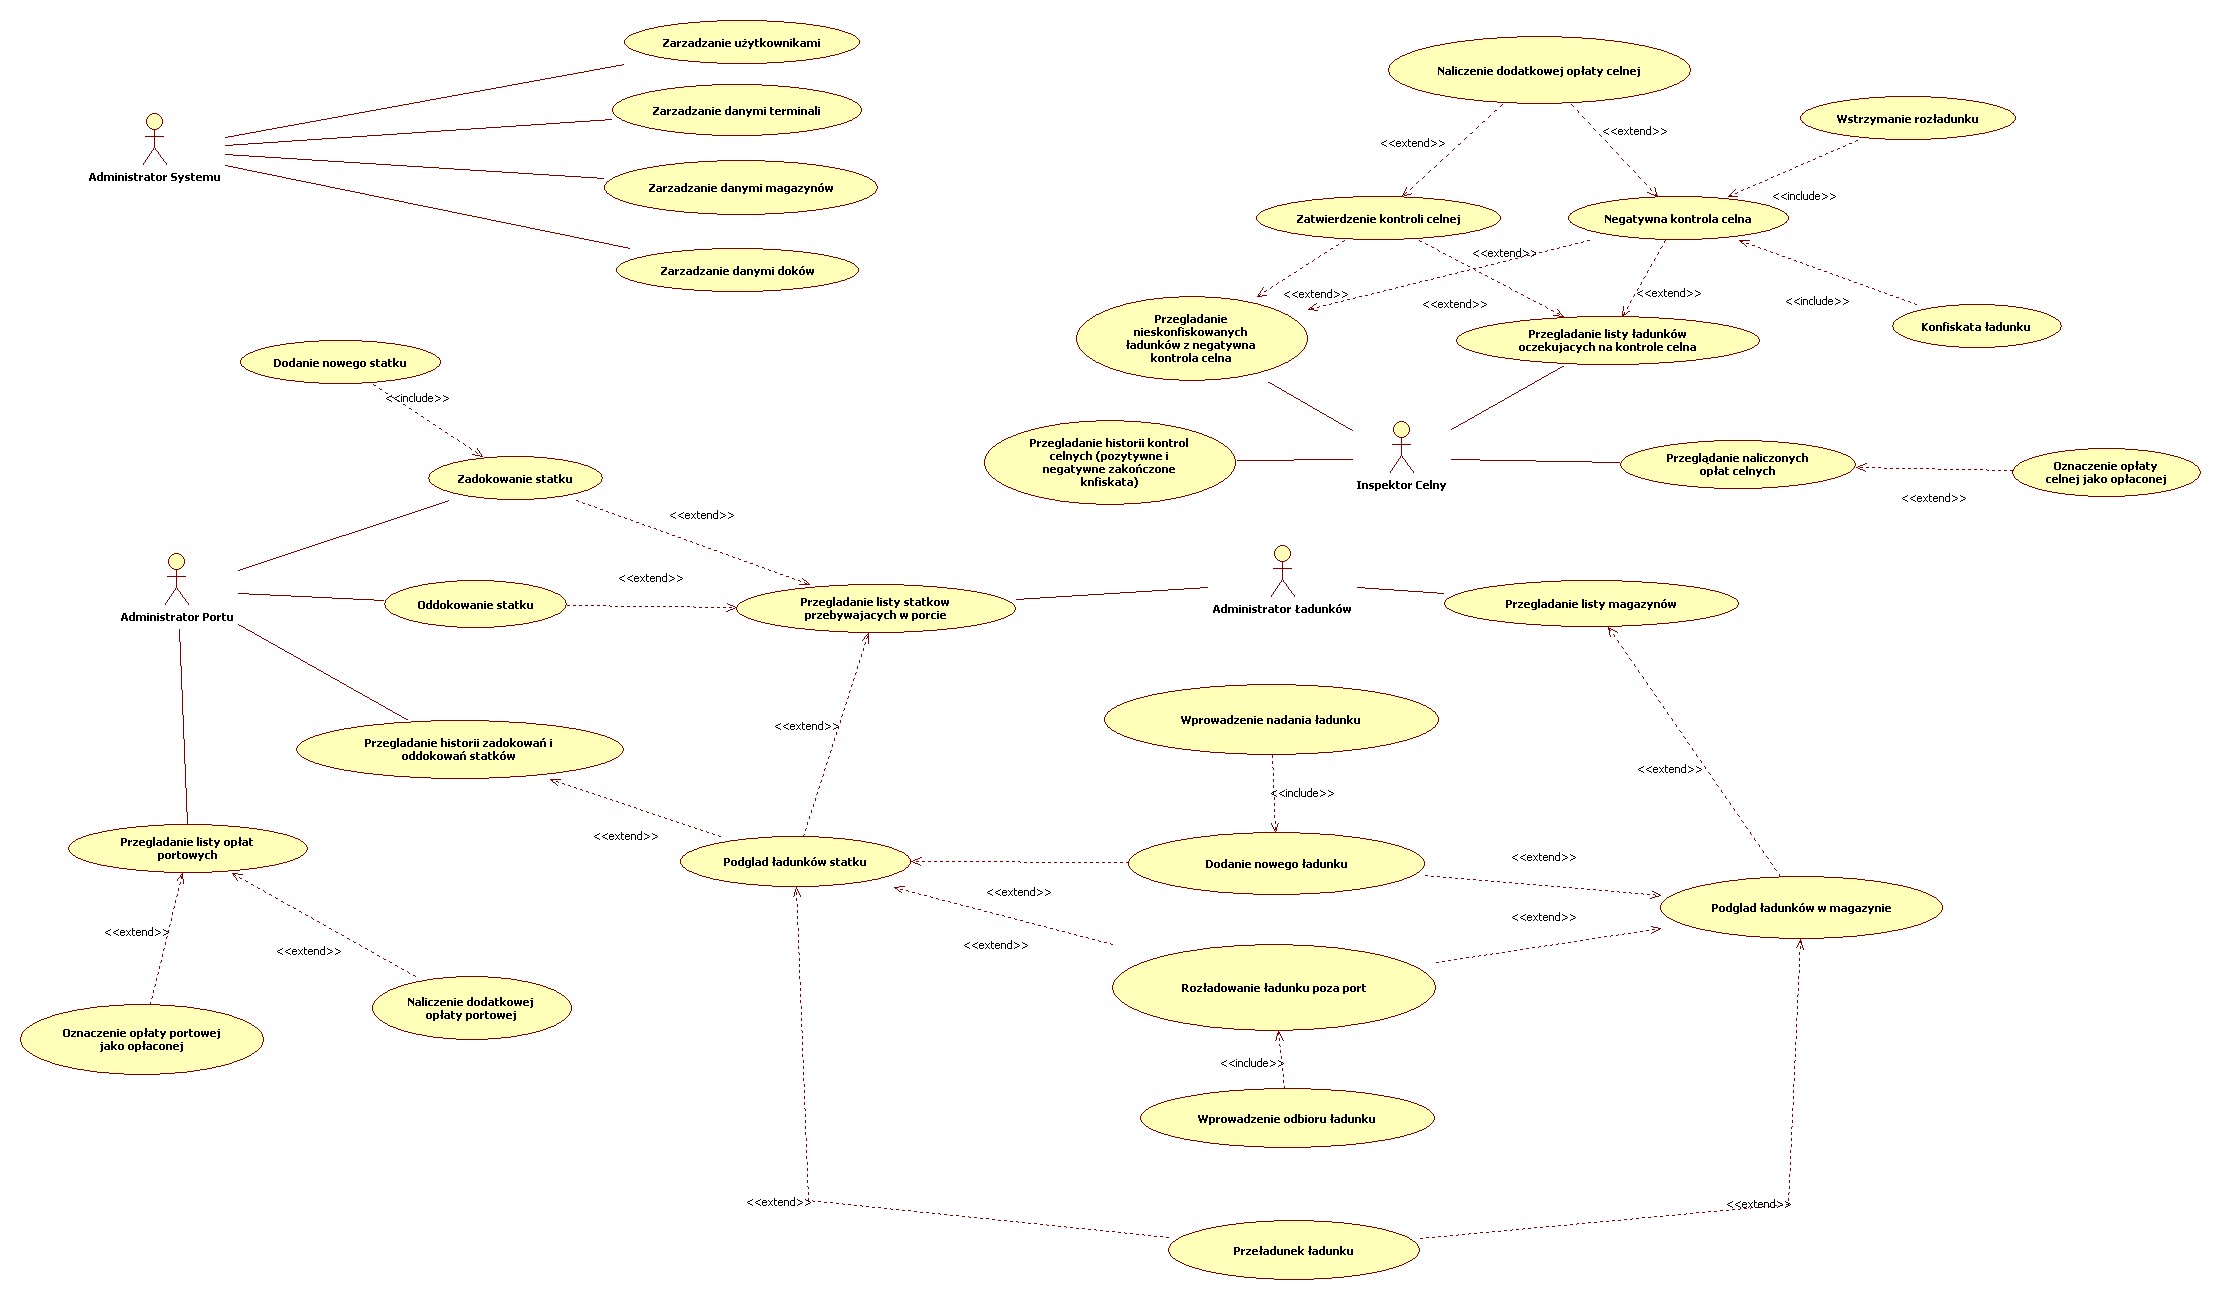 Zarzadzanie użytkownikami
Zarzadzanie danymi terminali
Zarzadzanie danymi magazynów
Zarzadzanie danymi doków
Administrator Systemu
Naliczenie dodatkowej opłaty celnej
Wstrzymanie rozładunku
<<extend>>
<<extend>>
<<include>>
Zatwierdzenie kontroli celnej
Negatywna kontrola celna
<<extend>>
<<extend>>
<<extend>>
<<extend>>
<<include>>
Przegladanie
nieskonfiskowanych
ładunków z negatywna
kontrola celna
Przegladanie listy ładunków
oczekujacych na kontrole celna
Konfiskata ładunku
Przegladanie historii kontrol
celnych (pozytywne i
negatywne zakończone
knfiskata)
Inspektor Celny
Przeglądanie naliczonych
opłat celnych
Oznaczenie opłaty
celnej jako opłaconej
<<extend>>
Dodanie nowego statku
<<include>>
Zadokowanie statku
<<extend>>
Administrator Portu
Oddokowanie statku
<<extend>>
Przegladanie listy statkow
przebywajacych w porcie
Administrator Ładunków
Przegladanie listy magazynów
Przegladanie historii zadokowań i
oddokowań statków
<<extend>>
Wprowadzenie nadania ładunku
<<extend>>
<<include>>
<<extend>>
Przegladanie listy opłat
portowych
Podglad ładunków statku
Dodanie nowego ładunku
<<extend>>
<<extend>>
Podglad ładunków w magazynie
<<extend>>
<<extend>>
<<extend>>
<<extend>>
Rozładowanie ładunku poza port
Oznaczenie opłaty portowej
jako opłaconej
Naliczenie dodatkowej
opłaty portowej
<<include>>
Wprowadzenie odbioru ładunku
<<extend>>
<<extend>>
Przeładunek ładunku